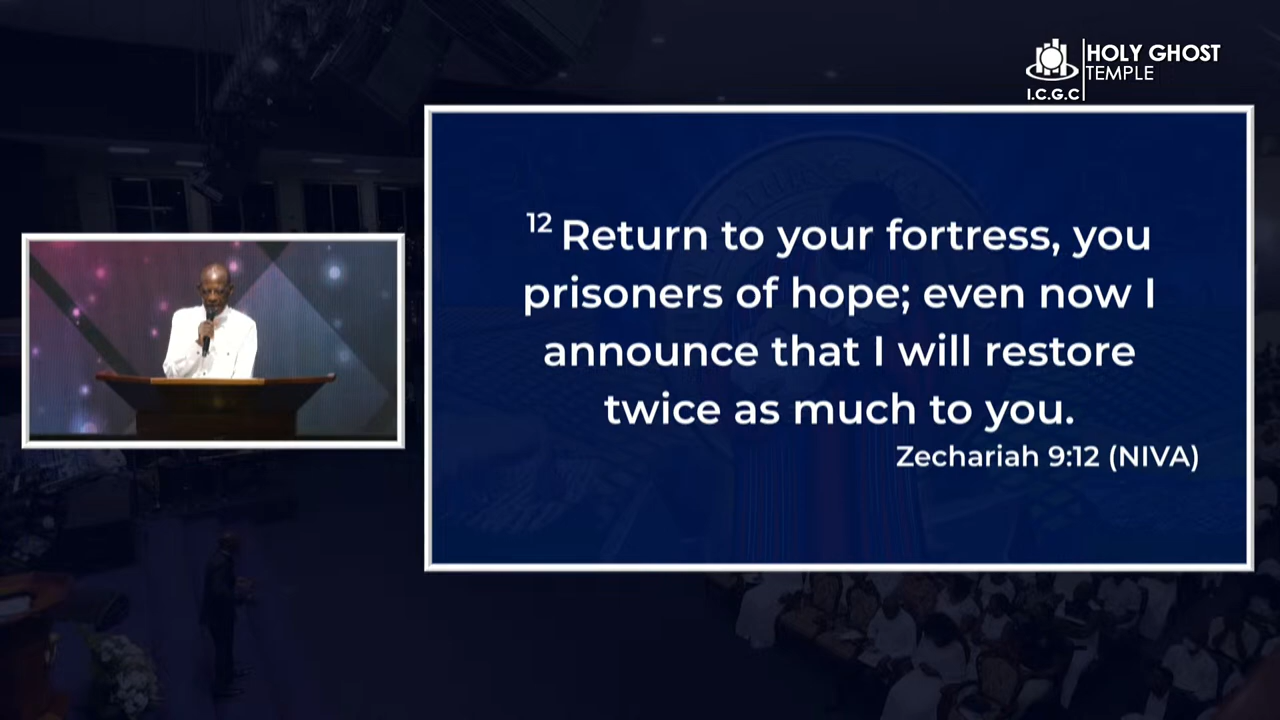 HOLY GHOST
TEMPLE
I.C.G.C
12 Return to your fortress, you
prisoners of hope; even now I
announce that I will restore
twice as much to you.
Zechariah 9:12 (NIVA)